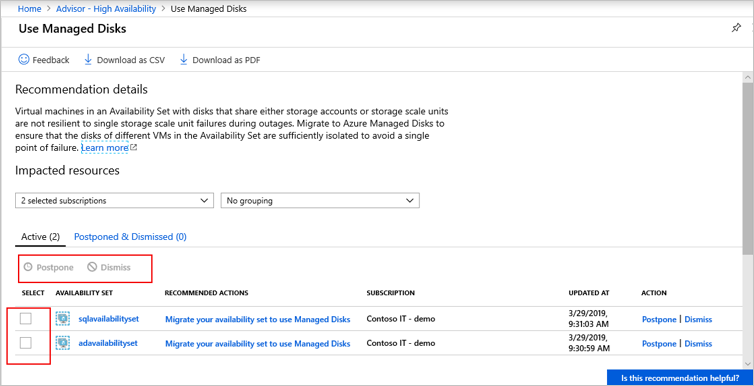 Home > Advisor - High Availability > Use Managed Disks
Use Managed Disks
Feedback Download as CSV Download as PDF
Recommendation details
Virtual machines in an Availability Set with disks that share either storage accounts or storage scale units
are not resilient to single storage scale unit failures during outages. Migrate to Azure Managed Disks to
ensure that the disks of different VMs in the Availability Set are sufficiently isolated to avoid a single
point of failure. Learn more
Impacted resources
2 selected subscriptions No grouping
Active (2) Postponed & Dismissed (0)
Postpone Dismiss
SELECT AVAILABILITY SET RECOMMENDED ACTIONS SUBSCRIPTION UPDATED AT ACTION
sqlavailabilityset Migrate your availability set to use Managed Disks Contoso IT - demo 3/29/2019, 9:31:03 AM Postpone | Dismiss
adavailabilityset Migrate your availability set to use Managed Disks Contoso IT - demo 3/29/2019, 9:30:59 AM Postpone | Dismiss
Is this recommendation helpful?